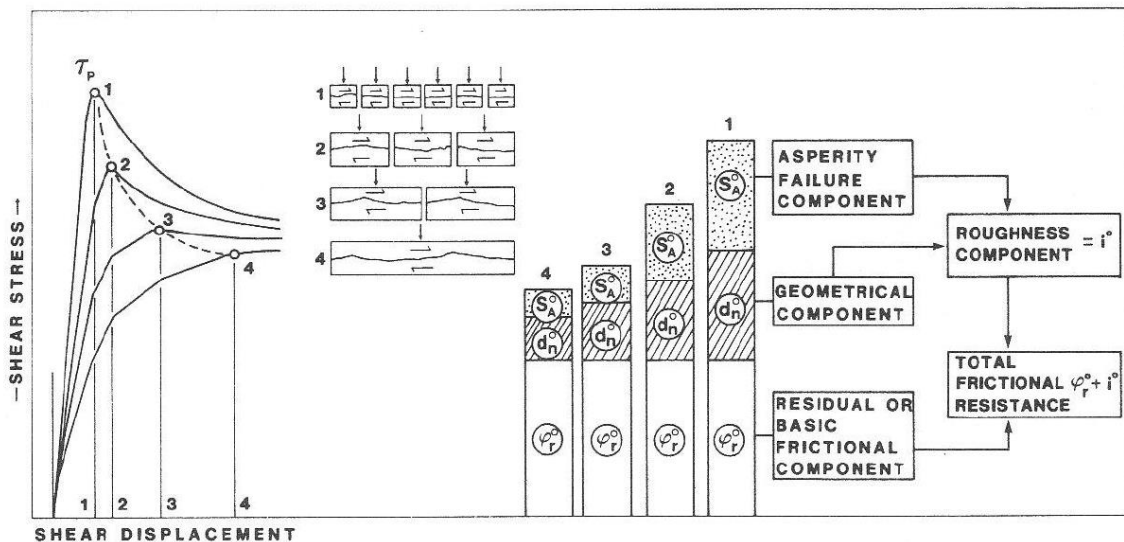 —SHEAR STRESS→
τp
1
2
3
4
1 2 3 4
SHEAR DISPLACEMENT
1
2
3
4
4
S°A
d°n
φ°r
3
S°A
d°n
φ°r
2
S°A
d°n
φ°r
1
S°A
d°n
φ°r
ASPERITY
FAILURE
COMPONENT
GEOMETRICAL
COMPONENT
RESIDUAL OR
BASIC
FRICTIONAL
COMPONENT
ROUGHNESS
COMPONENT = i°
TOTAL
FRICTIONAL φ°r + i°
RESISTANCE